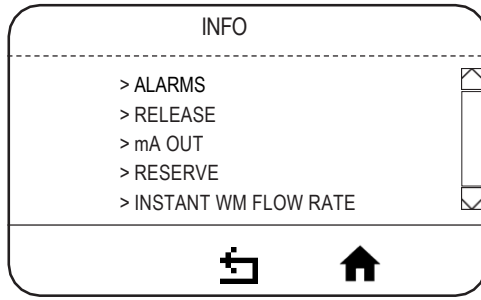 INFO
> ALARMS
> RELEASE
> mA OUT
> RESERVE
> INSTANT WM FLOW RATE